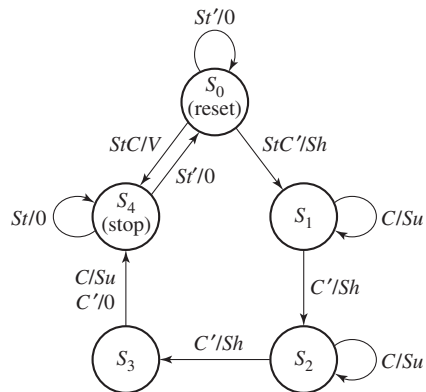 St′/0
S₀
(reset)
StC/V
St′/0
StC′/Sh
St/0
S₄
(stop)
S₁
C/Su
C/Su
C′/0
C′/Sh
S₃
C′/Sh
S₂
C/Su